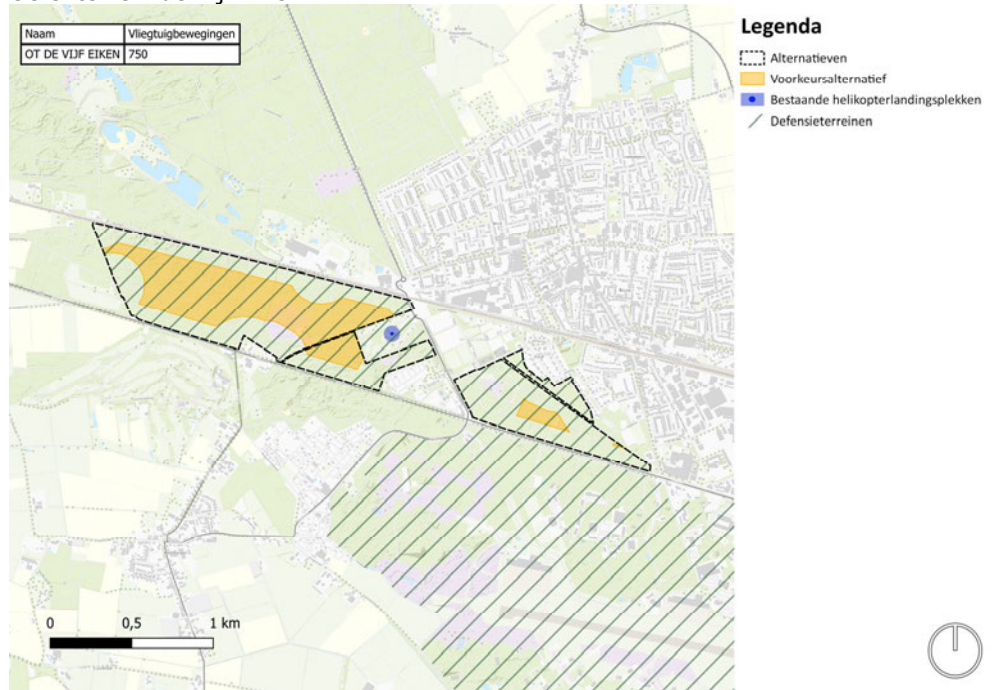 Naam Vliegtuigbewegingen
OT DE VIJF EIKEN 750
Legenda
Alternatieven
Voorkeursalternatief
Bestaande helikopterlandingsplekken
Defensieterreinen
0 0,5 1 km